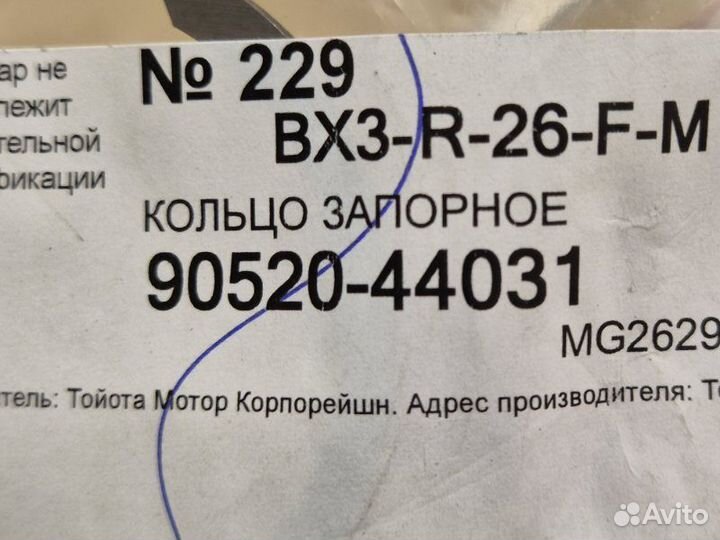 ар не
лежит
тельной
фикации
№ 229
BX3-R-26-F-M
КОЛЬЦО ЗАПОРНОЕ
90520-44031
MG2629
тель: Тойота Мотор Корпорейшн. Адрес производителя: То
Avito